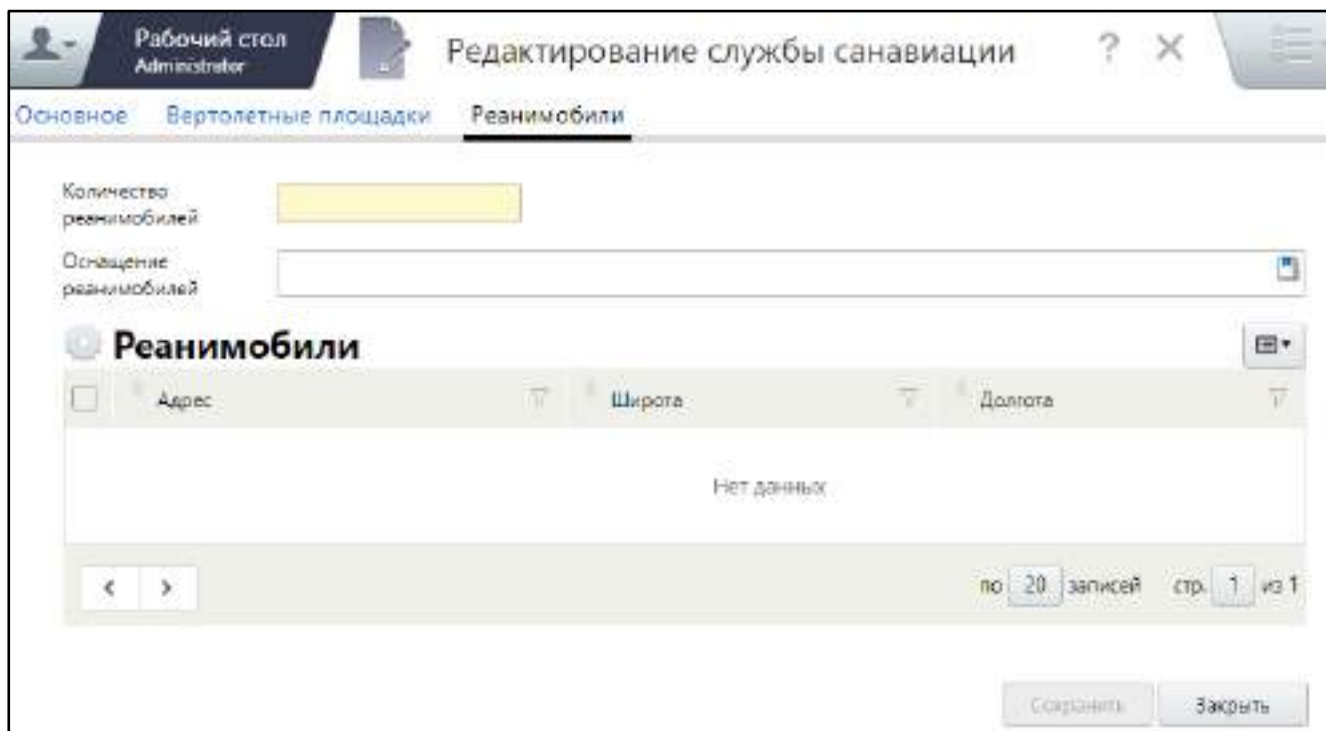 Рабочий стол
Administrator
Редактирование службы санавиации ? ×
Основное Вертолетные площадки Реанимобили
Количество
реанимобилей
Оснащение
реанимобилей
Реанимобили
Адрес Широта Долгота
Нет данных
< > по 20 записей стр. 1 из 1
Сохранить Закрыть